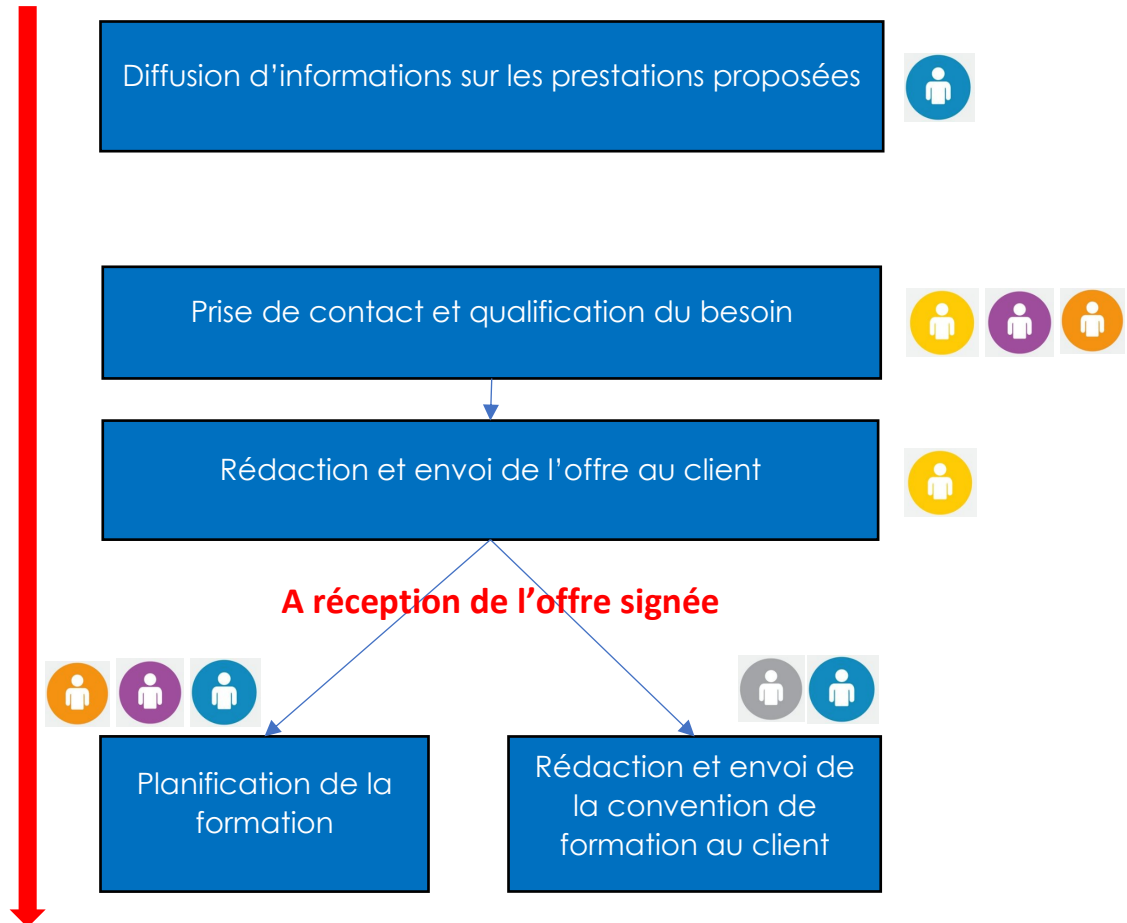 Diffusion d’informations sur les prestations proposées
Prise de contact et qualification du besoin
Rédaction et envoi de l’offre au client
A réception de l’offre signée
Planification de la
formation
Rédaction et envoi de
la convention de
formation au client